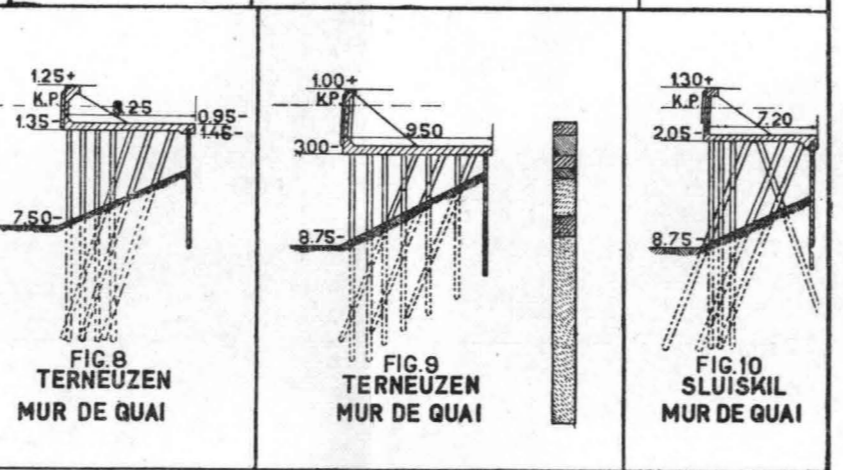 1.25+
K.P.
8.25
0.95-
1.35-
1.46-
7.50-
FIG.8
TERNEUZEN
MUR DE QUAI
1.00+
K.P.
9.50
3.00-
8.75-
FIG.9
TERNEUZEN
MUR DE QUAI
1.30+
K.P.
7.20
2.05-
8.75-
FIG.10
SLUISKIL
MUR DE QUAI